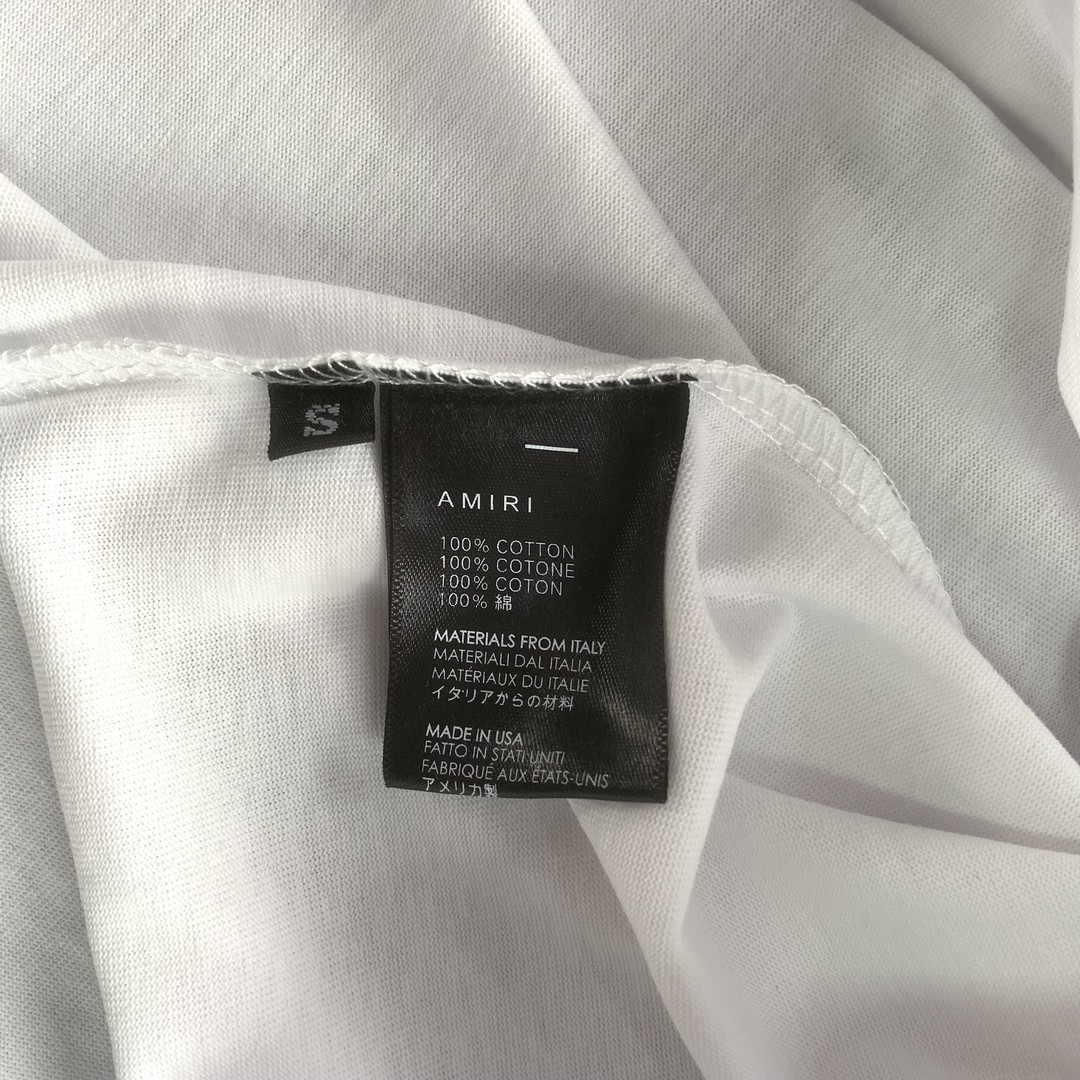 S
AMIRI
100% COTTON
100% COTONE
100% COTON
100% 綿
MATERIALS FROM ITALY
MATERIALI DAL ITALIA
MATÉRIAUX DU ITALIE
イタリアからの材料
MADE IN USA
FATTO IN STATI UNITI
FABRIQUÉ AUX ÉTATS-UNIS
アメリカ製